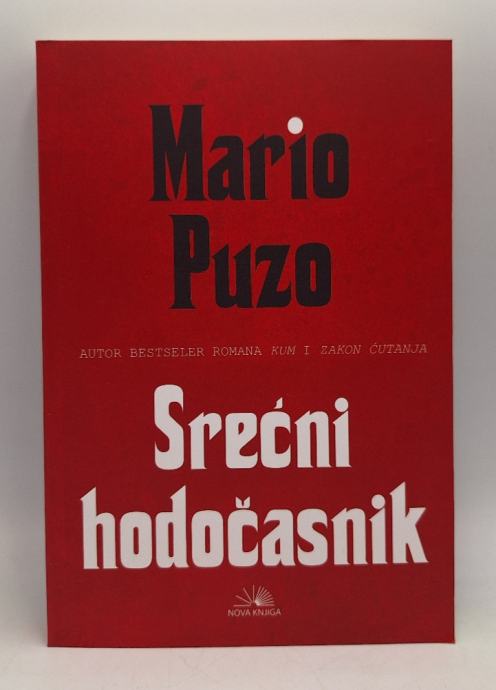 Mario
Puzo
AUTOR BESTSELER ROMANA KUM I ZAKON ĆUTANJA
Srećni
hodočasnik
NOVA KNJIGA